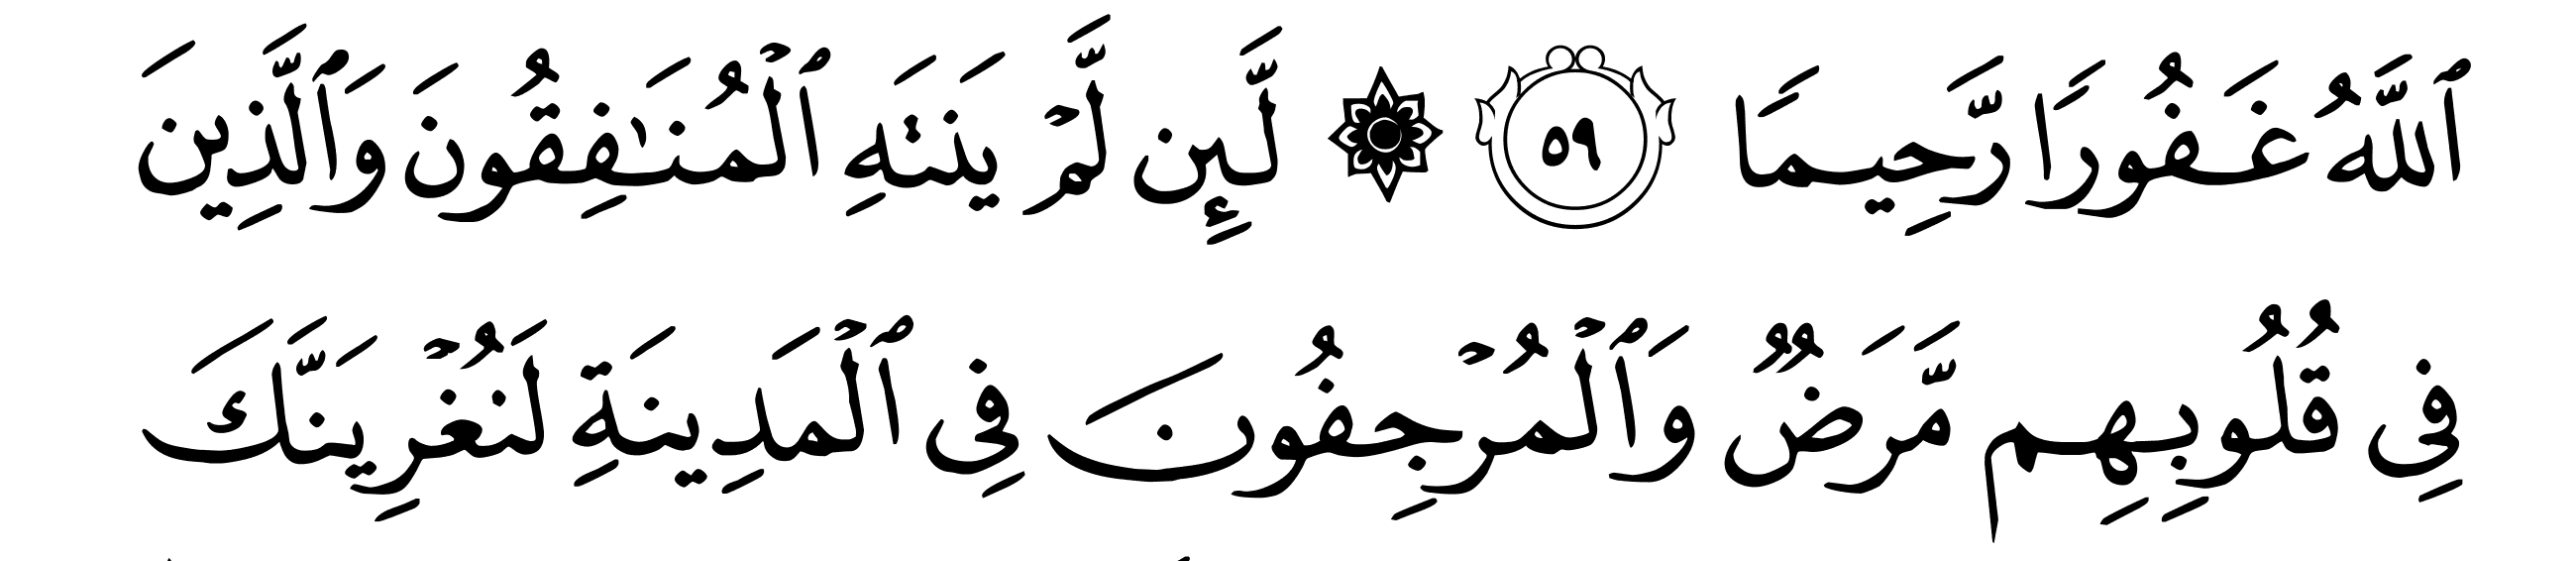 ٱللَّهُ غَفُورًا رَّحِيمًا ٥٩ ۞ لَّئِن لَّمْ يَنتَهِ ٱلْمُنَٰفِقُونَ وَٱلَّذِينَ
فِى قُلُوبِهِم مَّرَضٌ وَٱلْمُرْجِفُونَ فِى ٱلْمَدِينَةِ لَنُغْرِيَنَّكَ